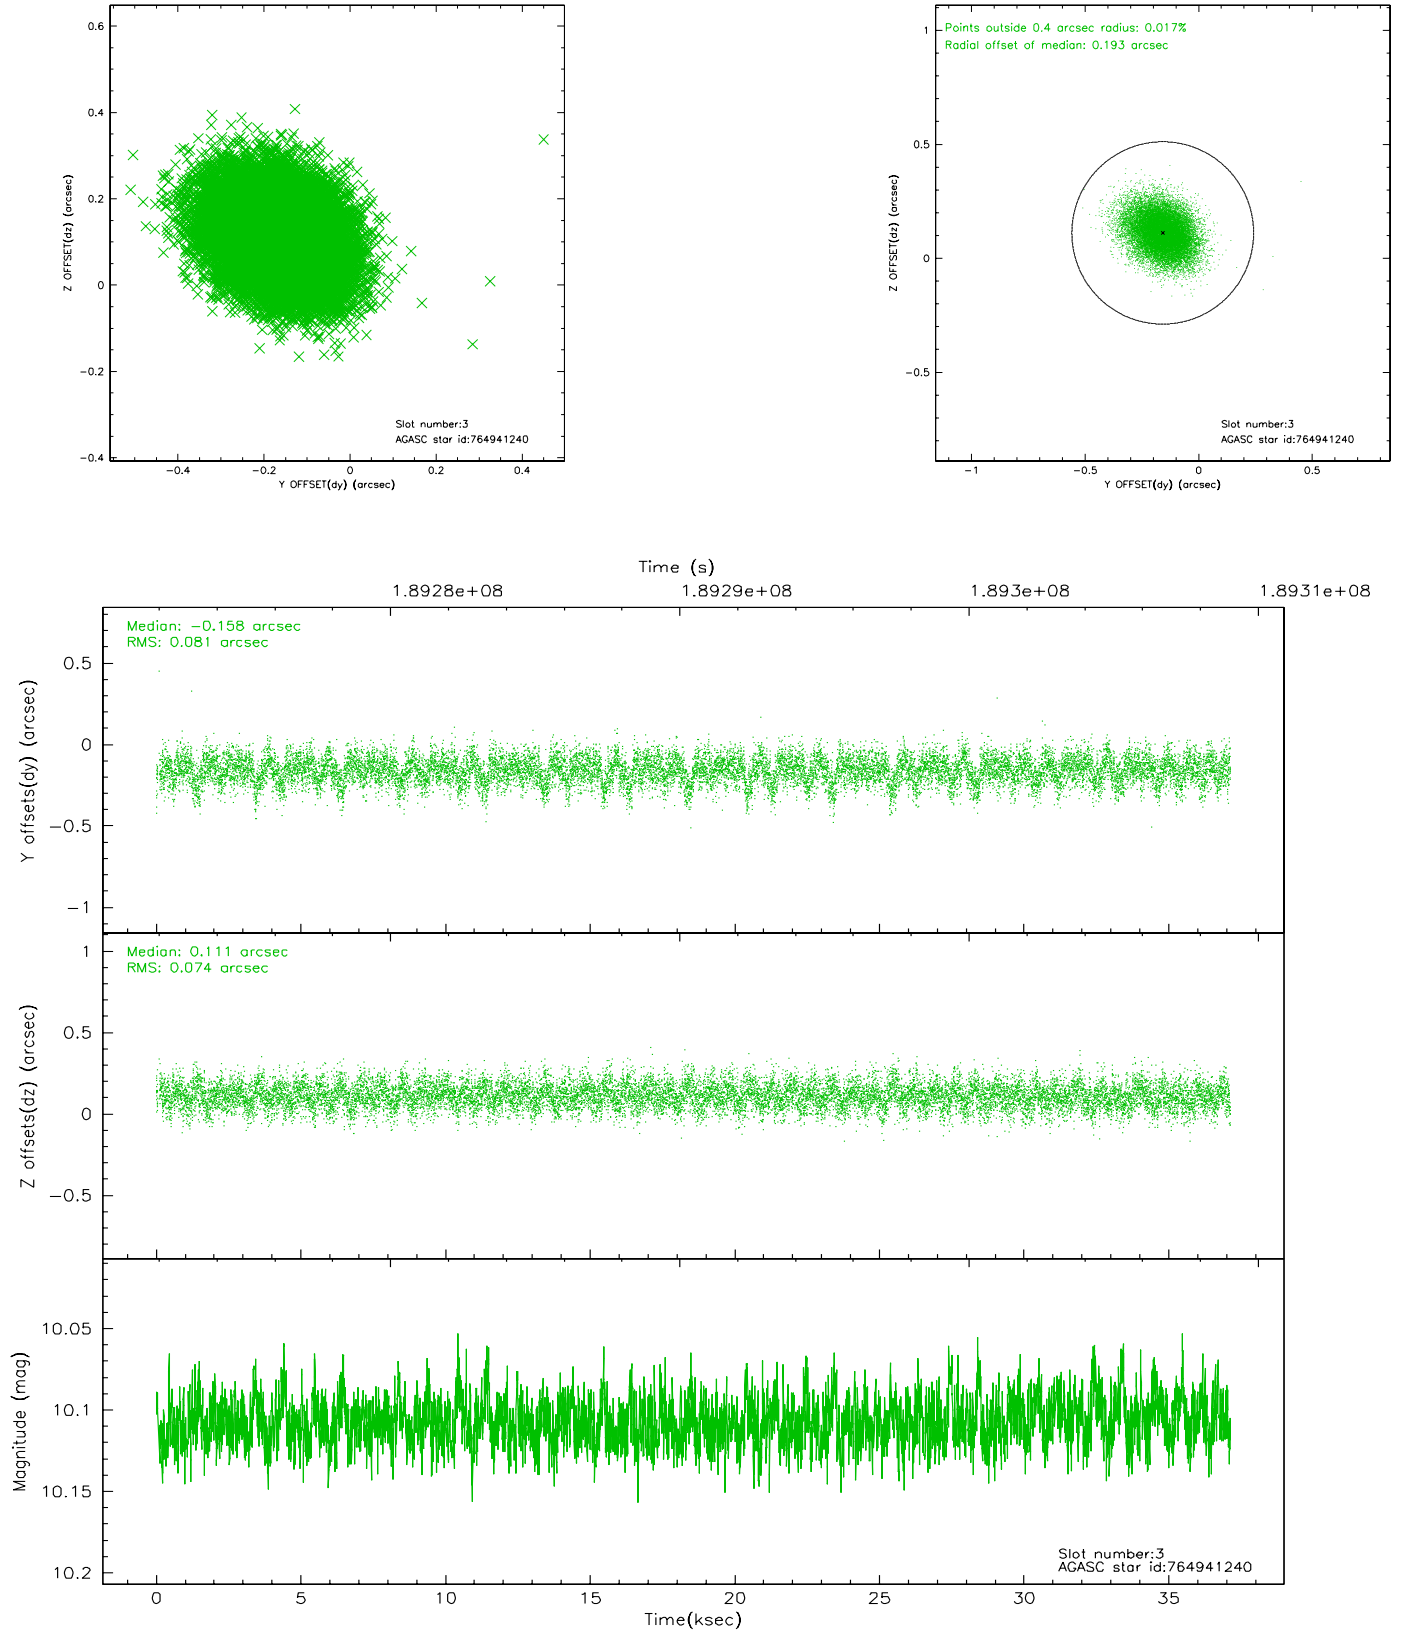 0.6
0.4
0.2
0
−0.2
−0.4
Z OFFSET(dz) (arcsec)
−0.4 −0.2 0 0.2 0.4
Y OFFSET(dy) (arcsec)
Slot number:3
AGASC star id:764941240
Points outside 0.4 arcsec radius: 0.017%
Radial offset of median: 0.193 arcsec
1
0.5
0
−0.5
Z OFFSET(dz) (arcsec)
−1 −0.5 0 0.5
Y OFFSET(dy) (arcsec)
Slot number:3
AGASC star id:764941240
Time (s)
1.8928e+08 1.8929e+08 1.893e+08 1.8931e+08
Median: −0.158 arcsec
RMS: 0.081 arcsec
0.5
0
−0.5
−1
Y offsets(dy) (arcsec)
Median: 0.111 arcsec
RMS: 0.074 arcsec
1
0.5
0
−0.5
Z offsets(dz) (arcsec)
10.05
10.1
10.15
10.2
Magnitude (mag)
Slot number:3
AGASC star id:764941240
0 5 10 15 20 25 30 35
Time(ksec)